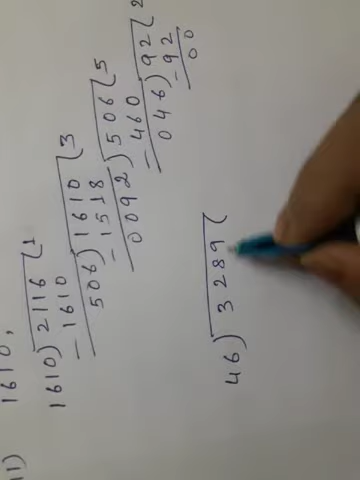 11) 1610,
1610) 2116 (1
- 1610
506) 1610 (3
- 1518
0092) 506 (5
- 460
046) 92 (2
- 92
00
46) 3289 (